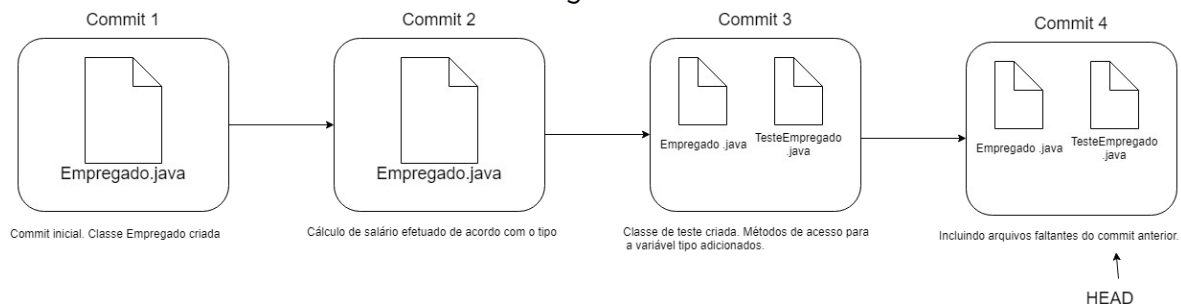 Commit 1
Commit 2
Commit 3
Commit 4
Empregado.java
Empregado.java
Empregado .java
TesteEmpregado
.java
Empregado .java
TesteEmpregado
.java
Commit inicial. Classe Empregado criada
Cálculo de salário efetuado de acordo com o tipo
Classe de teste criada. Métodos de acesso para
a variável tipo adicionados.
Incluindo arquivos faltantes do commit anterior.
HEAD